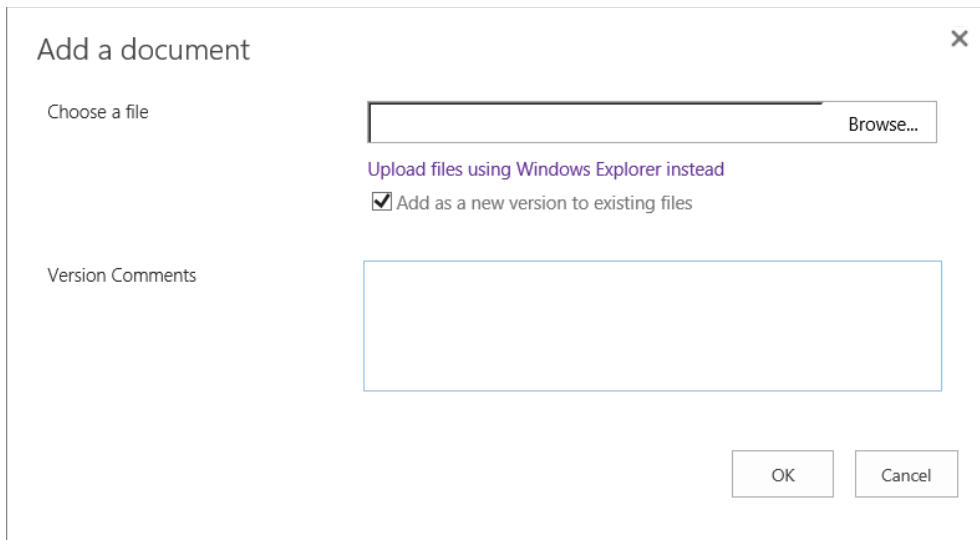 Add a document
Choose a file
Browse...
Upload files using Windows Explorer instead
Add as a new version to existing files
Version Comments
OK
Cancel